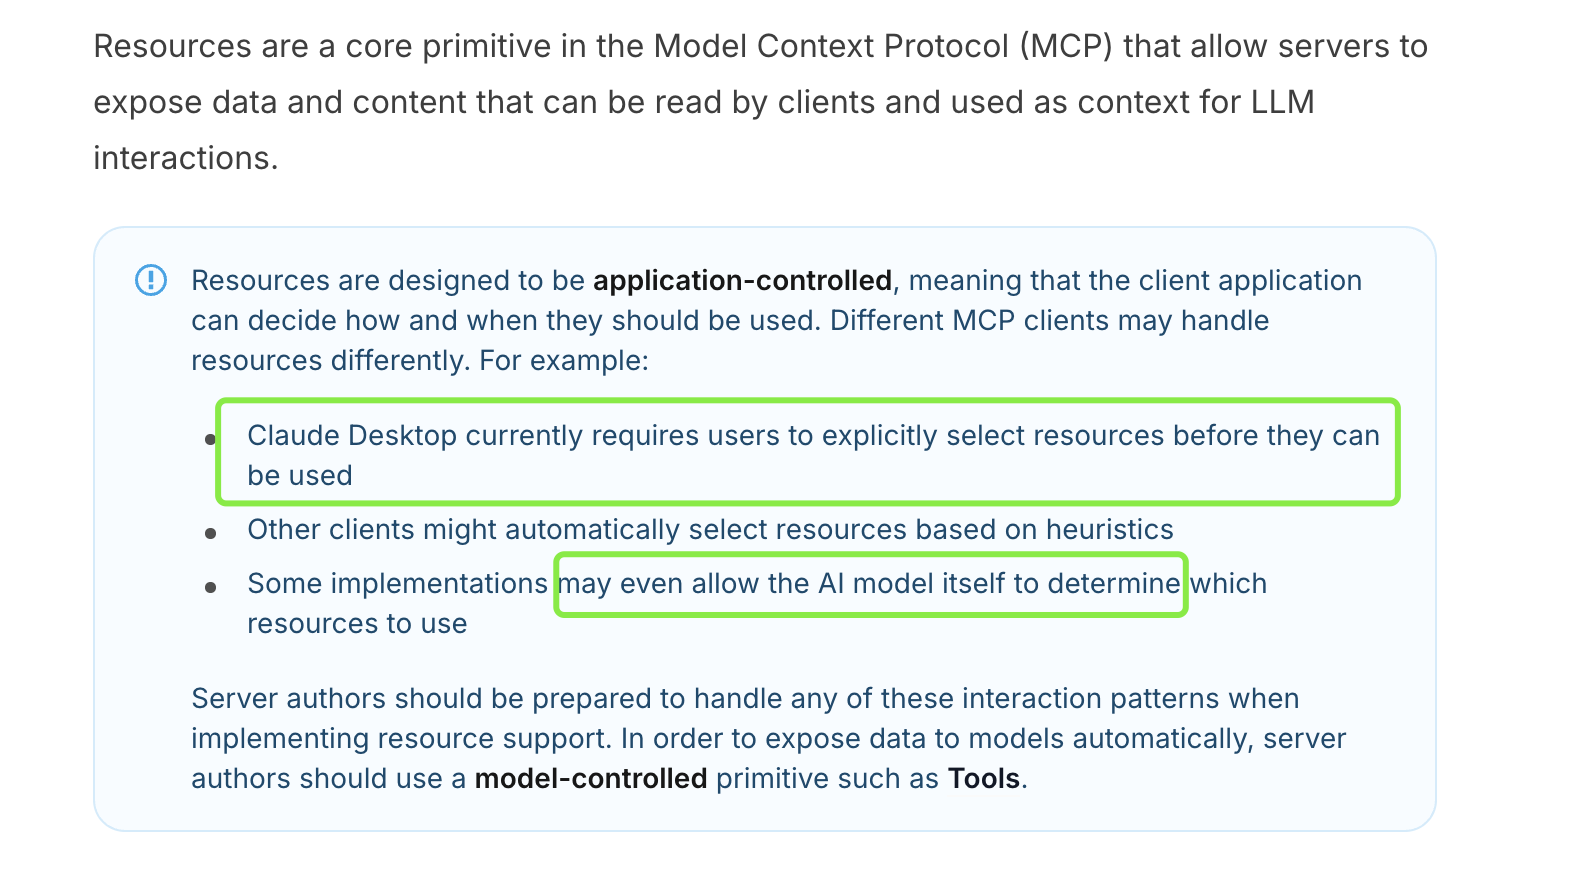 Resources are a core primitive in the Model Context Protocol (MCP) that allow servers to
expose data and content that can be read by clients and used as context for LLM
interactions.
Resources are designed to be application-controlled, meaning that the client application
can decide how and when they should be used. Different MCP clients may handle
resources differently. For example:
Claude Desktop currently requires users to explicitly select resources before they can
be used
Other clients might automatically select resources based on heuristics
Some implementations may even allow the AI model itself to determine which
resources to use
Server authors should be prepared to handle any of these interaction patterns when
implementing resource support. In order to expose data to models automatically, server
authors should use a model-controlled primitive such as Tools.